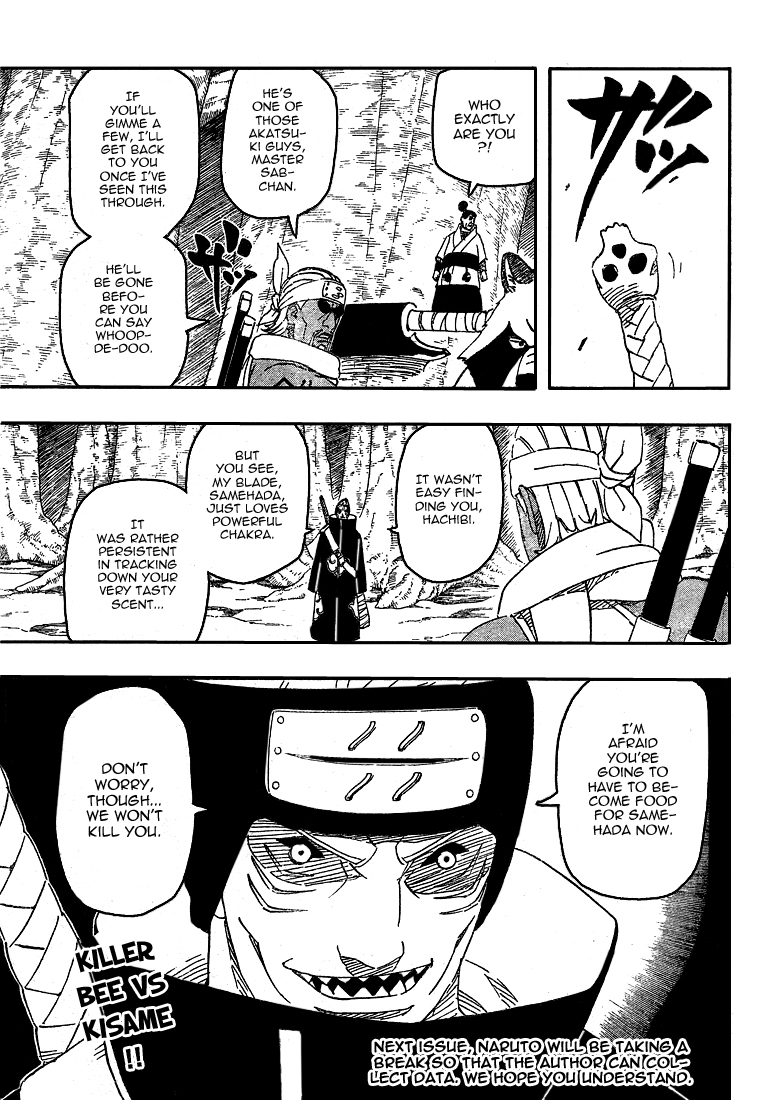 ザッ
WHO
EXACTLY
ARE YOU
?!
HE'S
ONE OF
THOSE
AKATSU-
KI GUYS,
MASTER
SAB-
CHAN.
IF
YOU'LL
GIMME A
FEW, I'LL
GET BACK
TO YOU
ONCE I'VE
SEEN THIS
THROUGH.
HE'LL
BE GONE
BEFO-
RE YOU
CAN SAY
WHOOP-
DE-DOO.
ザッ
IT WASN'T
EASY FIN-
DING YOU,
HACHIBI.
BUT
YOU SEE,
MY BLADE,
SAMEHADA,
JUST LOVES
POWERFUL
CHAKRA.
IT
WAS RATHER
PERSISTENT
IN TRACKING
DOWN YOUR
VERY TASTY
SCENT...
I'M
AFRAID
YOU'RE
GOING TO
HAVE TO BE-
COME FOOD
FOR SAME-
HADA NOW.
DON'T
WORRY,
THOUGH...
WE WON'T
KILL YOU.
KILLER
BEE VS
KISAME
!!
NEXT ISSUE, NARUTO WILL BE TAKING A
BREAK SO THAT THE AUTHOR CAN COL-
LECT DATA. WE HOPE YOU UNDERSTAND.